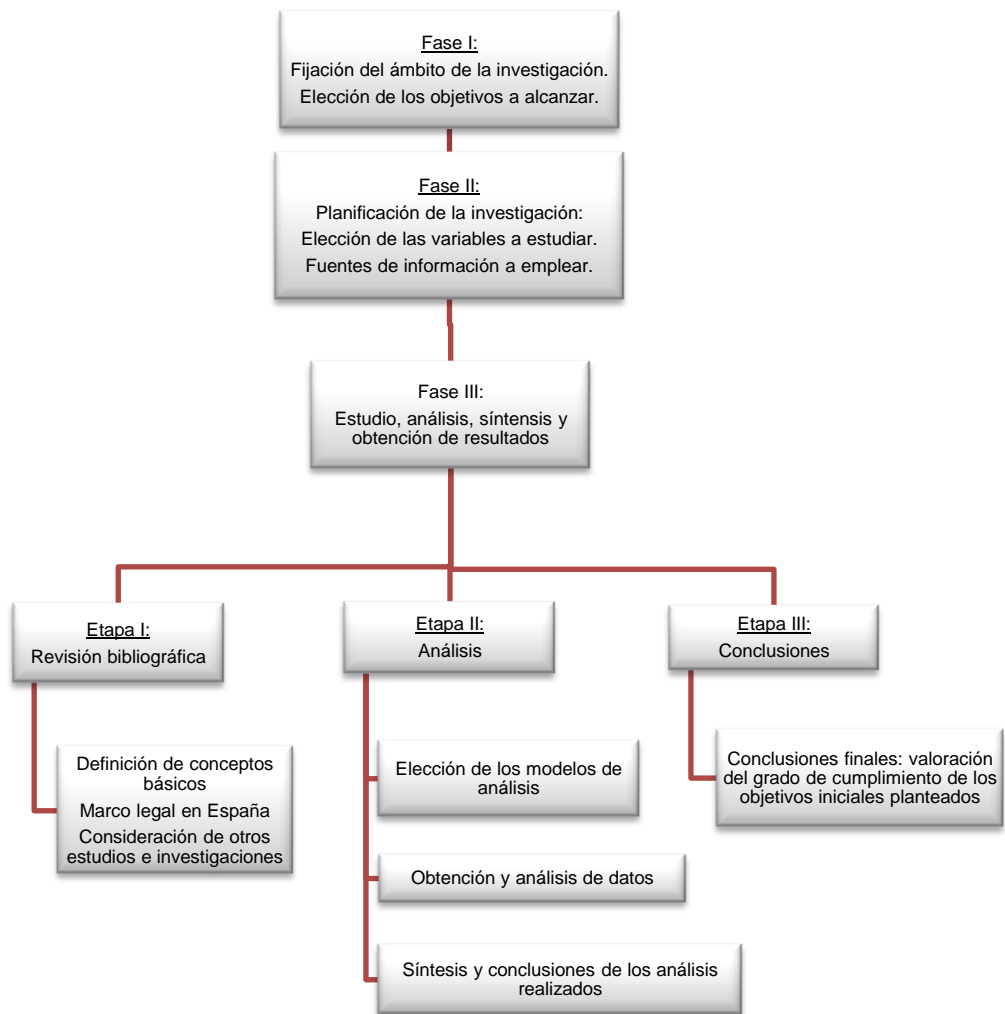 Fase I:
Fijación del ámbito de la investigación.
Elección de los objetivos a alcanzar.
Fase II:
Planificación de la investigación:
Elección de las variables a estudiar.
Fuentes de información a emplear.
Fase III:
Estudio, análisis, síntensis y
obtención de resultados
Etapa I:
Revisión bibliográfica
Definición de conceptos
básicos
Marco legal en España
Consideración de otros
estudios e investigaciones
Etapa II:
Análisis
Elección de los modelos de
análisis
Obtención y análisis de datos
Síntesis y conclusiones de los análisis
realizados
Etapa III:
Conclusiones
Conclusiones finales: valoración
del grado de cumplimiento de los
objetivos iniciales planteados